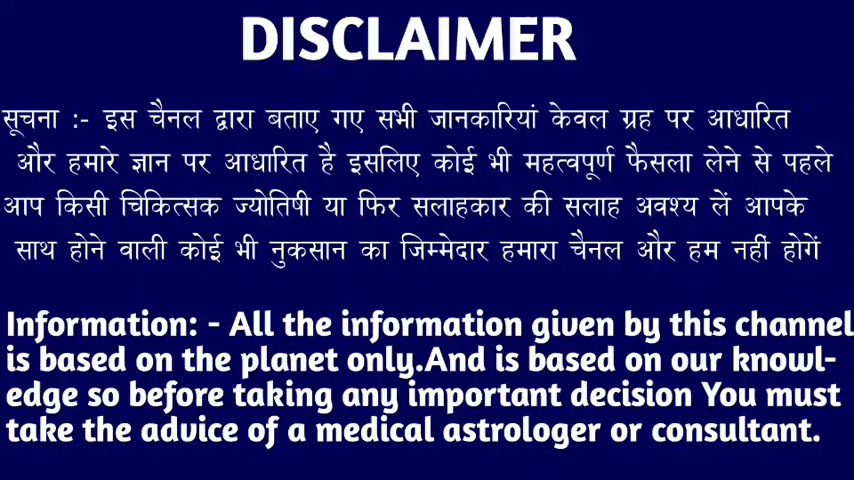 DISCLAIMER
सूचना :- इस चैनल द्वारा बताए गए सभी जानकारियां केवल ग्रह पर आधारित
और हमारे ज्ञान पर आधारित है इसलिए कोई भी महत्वपूर्ण फैसला लेने से पहले
आप किसी चिकित्सक ज्योतिषी या फिर सलाहकार की सलाह अवश्य लें आपके
साथ होने वाली कोई भी नुकसान का जिम्मेदार हमारा चैनल और हम नहीं होगें
Information: - All the information given by this channel
is based on the planet only.And is based on our knowl-
edge so before taking any important decision You must
take the advice of a medical astrologer or consultant.